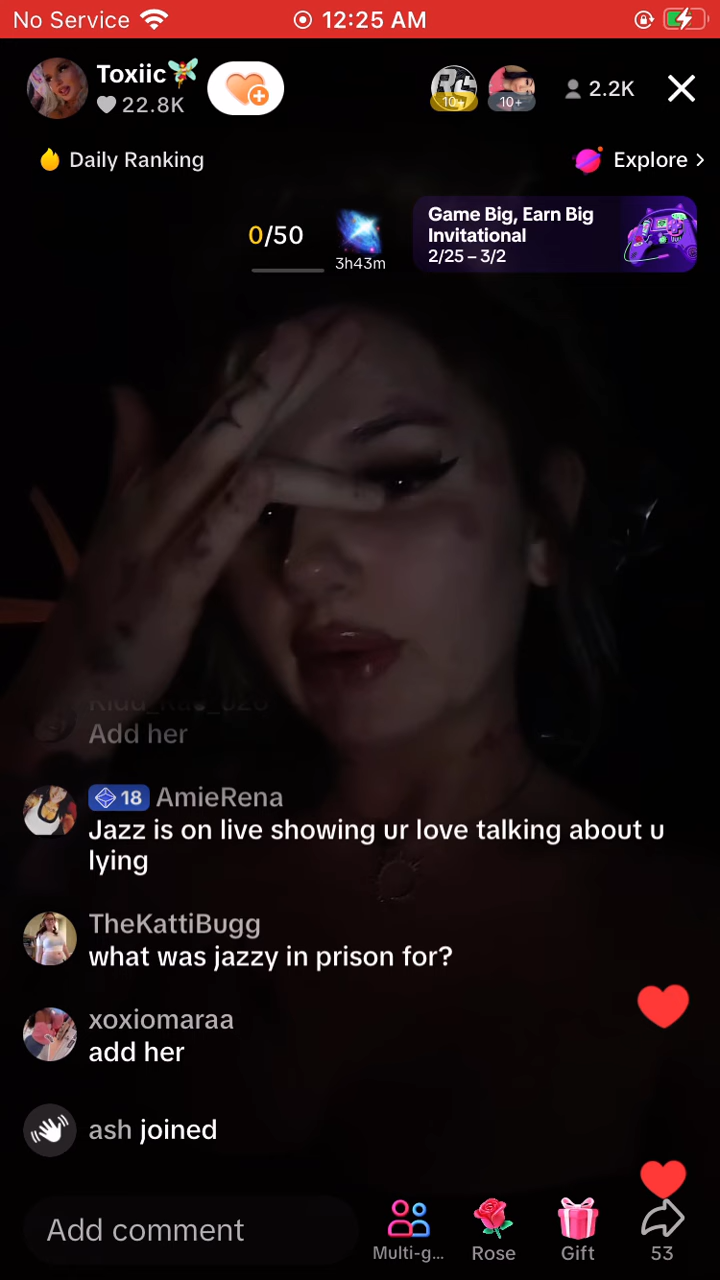 No Service 12:25 AM
Toxiic
22.8K
10+ 10+
2.2K
Daily Ranking
Explore >
0/50
3h43m
Game Big, Earn Big
Invitational
2/25 – 3/2
Add her
18 AmieRena
Jazz is on live showing ur love talking about u
lying
TheKattiBugg
what was jazzy in prison for?
xoxiomaraa
add her
ash joined
Add comment
Multi-g...
Rose
Gift
53